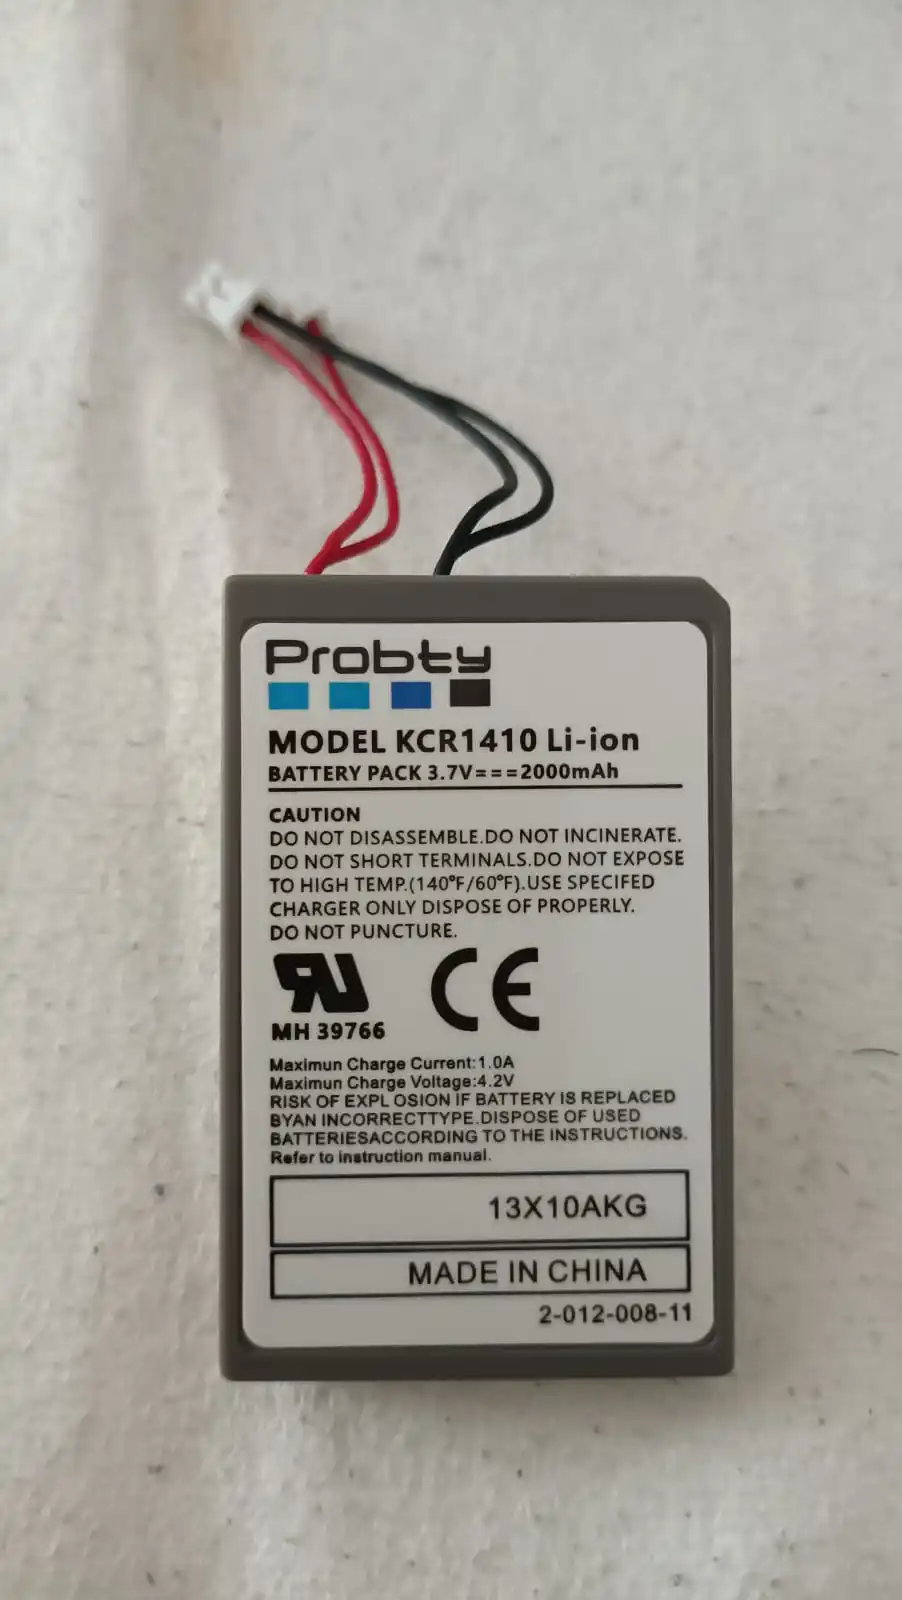 Probty
MODEL KCR1410 Li-ion
BATTERY PACK 3.7V===2000mAh
CAUTION
DO NOT DISASSEMBLE.DO NOT INCINERATE.
DO NOT SHORT TERMINALS.DO NOT EXPOSE
TO HIGH TEMP.(140°F/60°F).USE SPECIFED
CHARGER ONLY DISPOSE OF PROPERLY.
DO NOT PUNCTURE.
RU CE
MH 39766
Maximun Charge Current:1.0A
Maximun Charge Voltage:4.2V
RISK OF EXPL OSION IF BATTERY IS REPLACED
BYAN INCORRECTTYPE.DISPOSE OF USED
BATTERIESACCORDING TO THE INSTRUCTIONS.
Refer to instruction manual.
13X10AKG
MADE IN CHINA
2-012-008-11